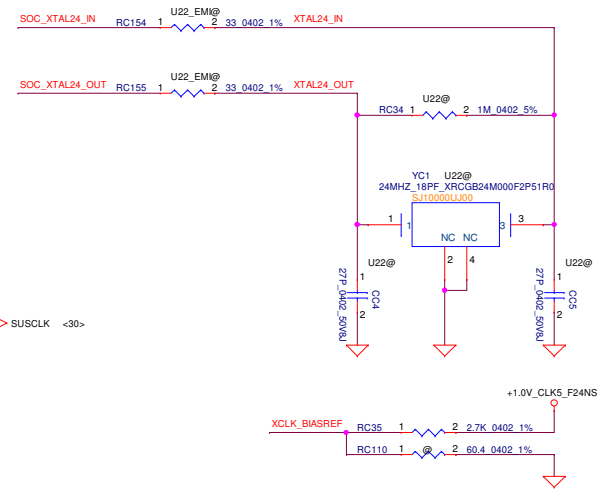 SOC_XTAL24_IN RC154 1 U22_EMI@ 2 33_0402_1% XTAL24_IN
SOC_XTAL24_OUT RC155 1 U22_EMI@ 2 33_0402_1% XTAL24_OUT
RC34 1 U22@ 2 1M_0402_5%
YC1 U22@
24MHZ_18PF_XRCGB24M000F2P51R0
SJ10000UJ00
1 1 3 3
NC NC
2 4
U22@ U22@
27P_0402_50V8J 1 2 CC4
27P_0402_50V8J 1 2 CC5
SUSCLK <30>
+1.0V_CLK5_F24NS
XCLK_BIASREF RC35 1 2 2.7K_0402_1%
RC110 1 @ 2 60.4_0402_1%